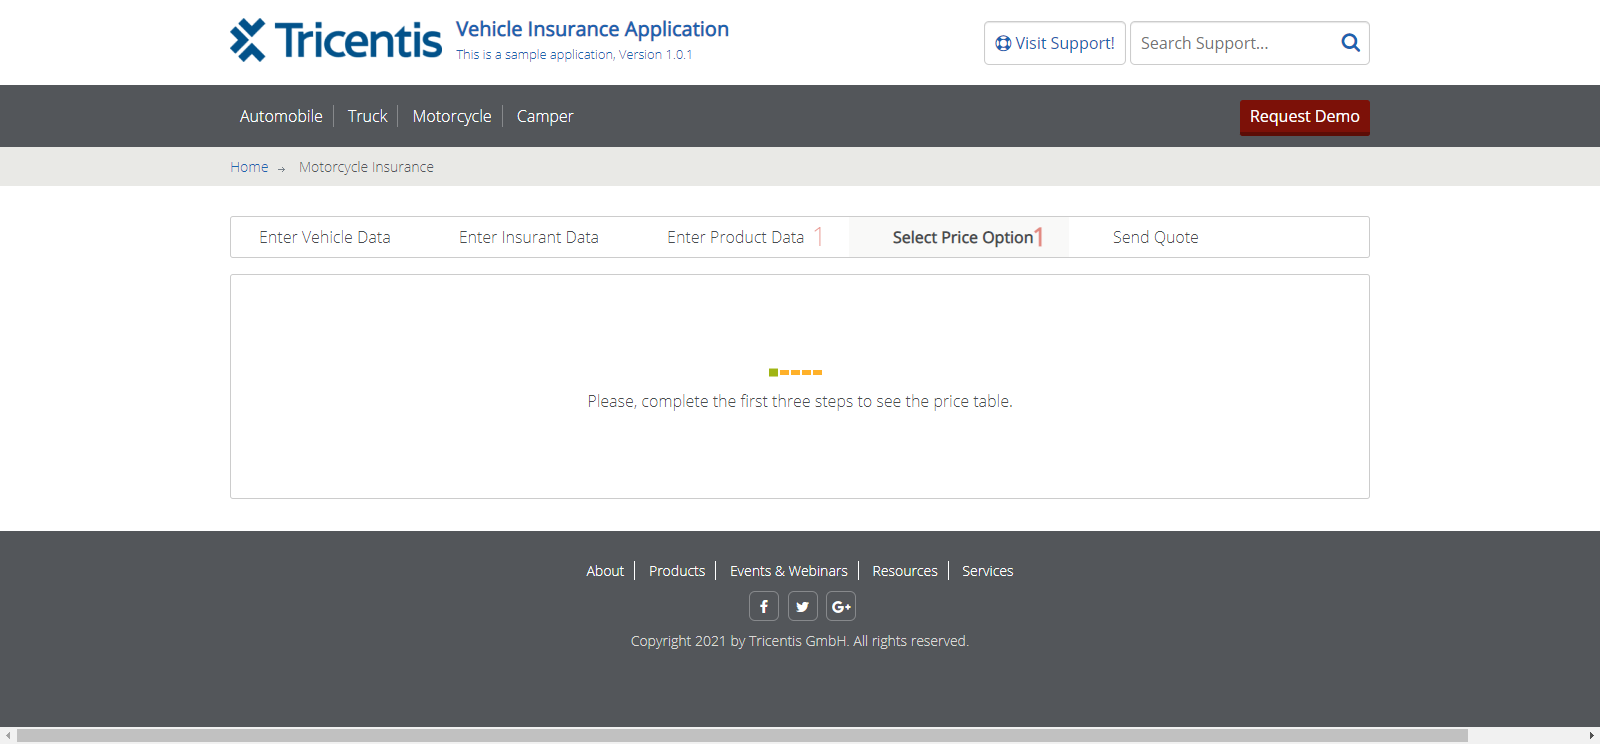 Tricentis
Vehicle Insurance Application
This is a sample application, Version 1.0.1
Visit Support!
Search Support...
Automobile Truck Motorcycle Camper
Request Demo
Home → Motorcycle Insurance
Enter Vehicle Data Enter Insurant Data Enter Product Data 1 Select Price Option 1 Send Quote
Please, complete the first three steps to see the price table.
About Products Events & Webinars Resources Services
f G+
Copyright 2021 by Tricentis GmbH. All rights reserved.